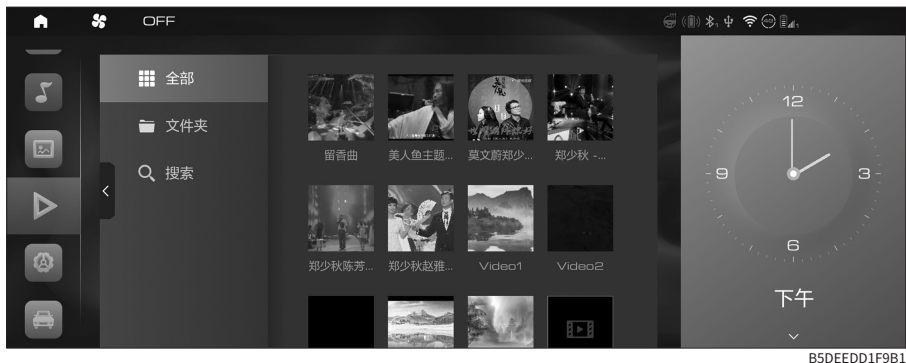 OFF
全部
文件夹
搜索
留香曲
美人鱼主题...
莫文蔚郑少...
郑少秋 -...
郑少秋陈芳...
郑少秋赵雅...
Video1
Video2
12
9
3
6
下午
B5DEEDD1F9B1